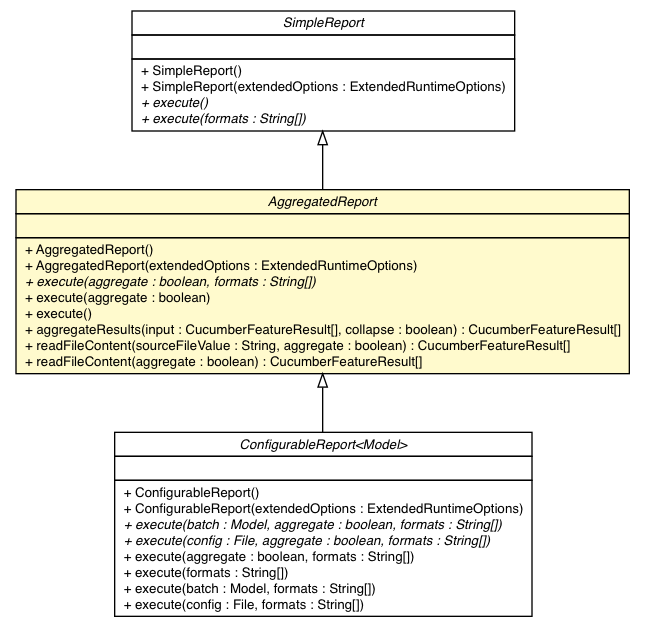 SimpleReport
+ SimpleReport()
+ SimpleReport(extendedOptions : ExtendedRuntimeOptions)
+ execute()
+ execute(formats : String[])
AggregatedReport
+ AggregatedReport()
+ AggregatedReport(extendedOptions : ExtendedRuntimeOptions)
+ execute(aggregate : boolean, formats : String[])
+ execute(aggregate : boolean)
+ execute()
+ aggregateResults(input : CucumberFeatureResult[], collapse : boolean) : CucumberFeatureResult[]
+ readFileContent(sourceFileValue : String, aggregate : boolean) : CucumberFeatureResult[]
+ readFileContent(aggregate : boolean) : CucumberFeatureResult[]
ConfigurableReport<Model>
+ ConfigurableReport()
+ ConfigurableReport(extendedOptions : ExtendedRuntimeOptions)
+ execute(batch : Model, aggregate : boolean, formats : String[])
+ execute(config : File, aggregate : boolean, formats : String[])
+ execute(aggregate : boolean, formats : String[])
+ execute(formats : String[])
+ execute(batch : Model, formats : String[])
+ execute(config : File, formats : String[])